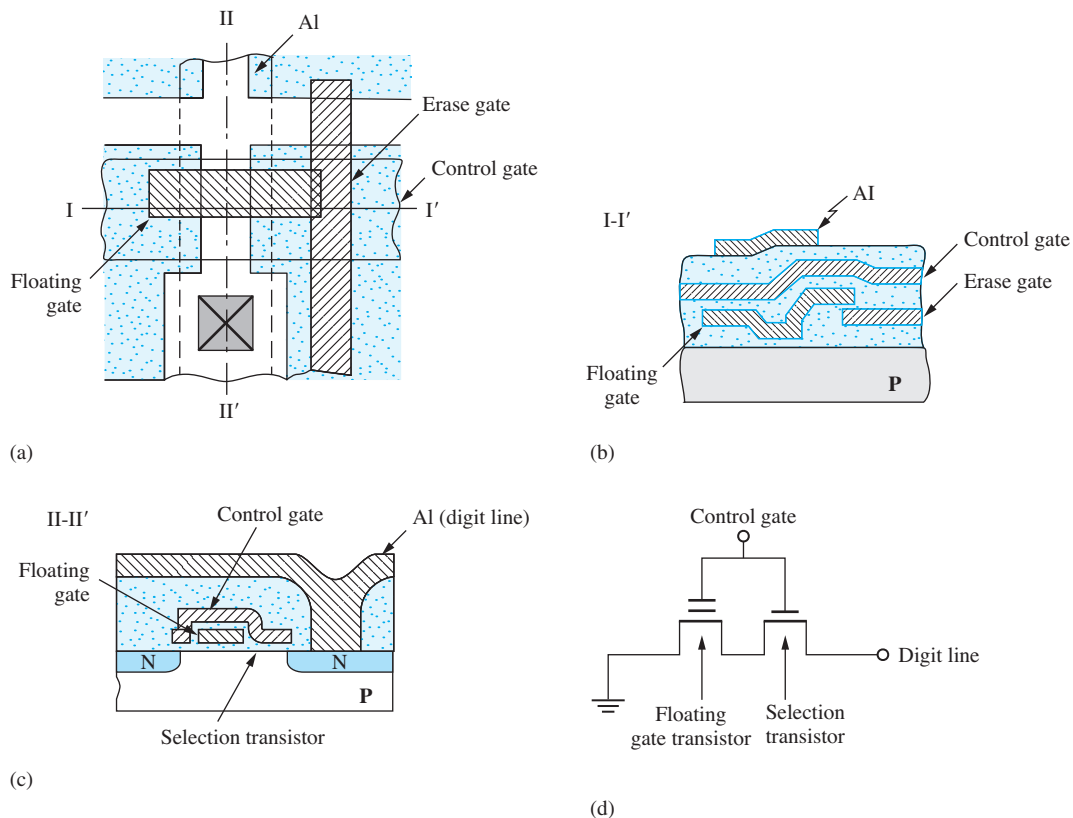 II
Al
Erase gate
Control gate
I
I′
Floating
gate
II′
(a)
I-I′
AI
Control gate
Erase gate
Floating
gate
P
(b)
II-II′
Control gate
Al (digit line)
Floating
gate
N
N
P
Selection transistor
(c)
Control gate
Digit line
Floating
gate transistor
Selection
transistor
(d)